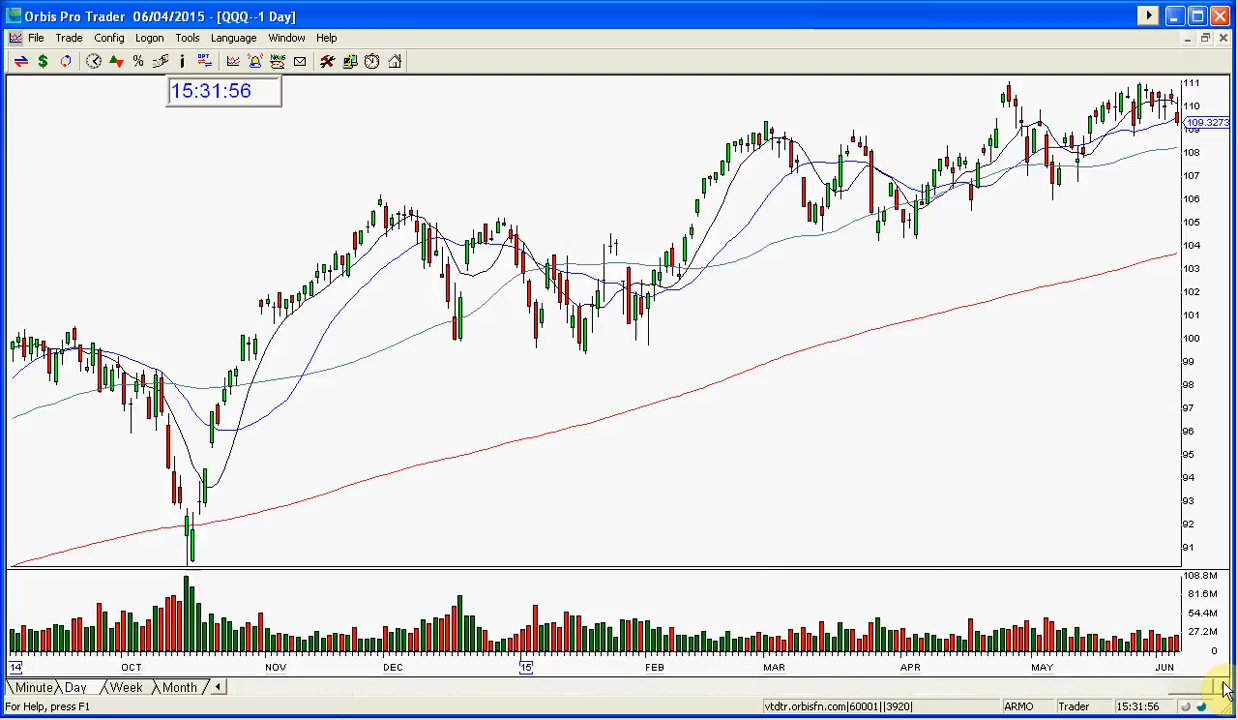 Orbis Pro Trader 06/04/2015 - [QQQ--1 Day]
File Trade Config Logon Tools Language Window Help
15:31:56
111
110
109.3273
109
108
107
106
105
104
103
102
101
100
99
98
97
96
95
94
93
92
91
108.8M
81.6M
54.4M
27.2M
0
14 OCT NOV DEC 15 FEB MAR APR MAY JUN
Minute Day Week Month
For Help, press F1 vtdtr.orbisfn.com|60001||3920| ARMO Trader 15:31:56